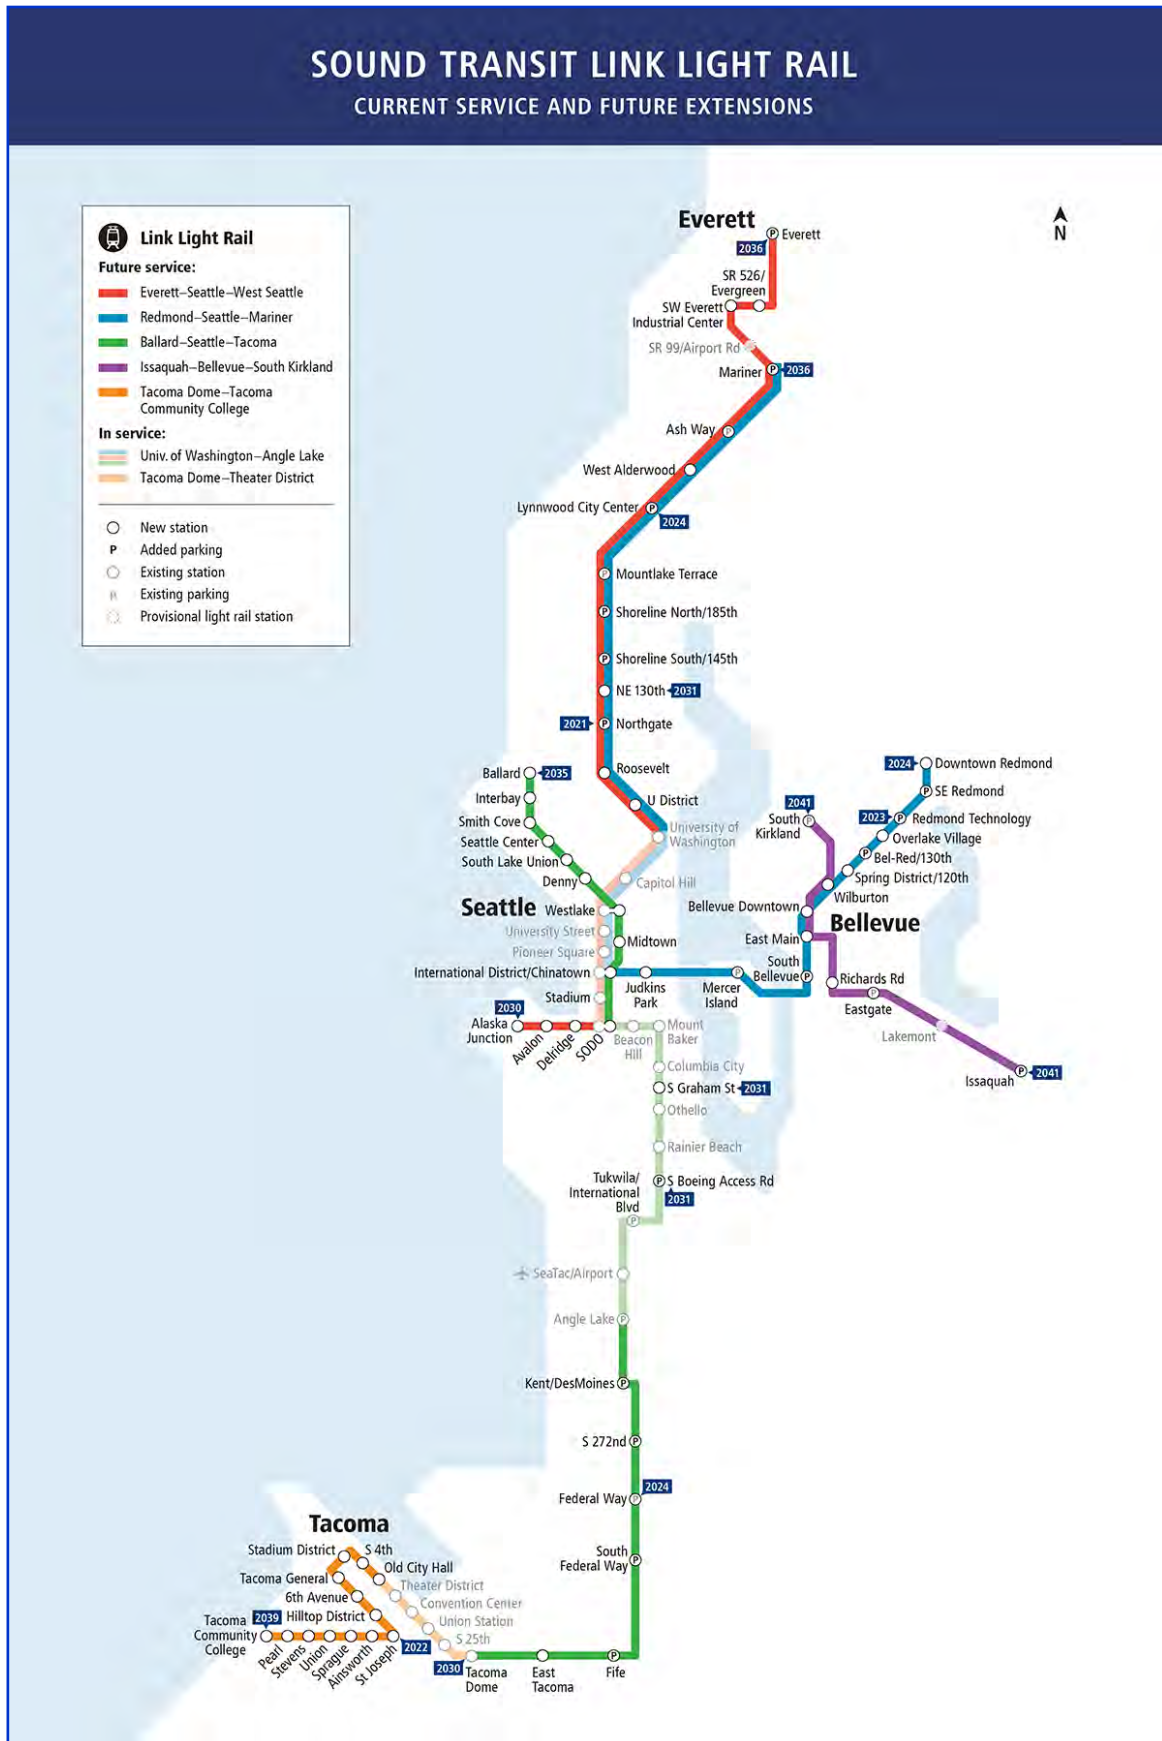 SOUND TRANSIT LINK LIGHT RAIL
CURRENT SERVICE AND FUTURE EXTENSIONS
Link Light Rail
Future service:
Everett–Seattle–West Seattle
Redmond–Seattle–Mariner
Ballard–Seattle–Tacoma
Issaquah–Bellevue–South Kirkland
Tacoma Dome–Tacoma
Community College
In service:
Univ. of Washington–Angle Lake
Tacoma Dome–Theater District
New station
P Added parking
Existing station
P Existing parking
Provisional light rail station
N
Everett
P Everett
2036
SR 526/
Evergreen
SW Everett
Industrial Center
SR 99/Airport Rd
Mariner P 2036
Ash Way P
West Alderwood
Lynnwood City Center P
2024
P Mountlake Terrace
P Shoreline North/185th
P Shoreline South/145th
NE 130th 2031
2021 P Northgate
Roosevelt
U District
University of
Washington
Capitol Hill
Ballard 2035
Interbay
Smith Cove
Seattle Center
South Lake Union
Denny
Seattle
Westlake
University Street
Midtown
Pioneer Square
International District/Chinatown
Stadium
2030
Alaska
Junction
Avalon
Delridge
SODO
Judkins
Park
P
Mercer
Island
2024 Downtown Redmond
P SE Redmond
2023 P Redmond Technology
Overlake Village
P Bel-Red/130th
Spring District/120th
Wilburton
2041
South
Kirkland P
Bellevue Downtown
Bellevue
East Main
South
Bellevue P
Richards Rd
P
Eastgate
Lakemont
Issaquah P 2041
Beacon
Hill
Mount
Baker
Columbia City
S Graham St 2031
Othello
Rainier Beach
P S Boeing Access Rd
2031
Tukwila/
International
Blvd
P
SeaTac/Airport
Angle Lake P
Kent/DesMoines P
S 272nd P
2024
Federal Way P
South
Federal Way P
Tacoma
Stadium District
S 4th
Old City Hall
Tacoma General
Theater District
6th Avenue
Convention Center
Hilltop District
Union Station
S 25th
2039
Tacoma
Community
College
Pearl
Stevens
Union
Sprague
Ainsworth
St Joseph
2022
2030
Tacoma
Dome
East
Tacoma
P
Fife